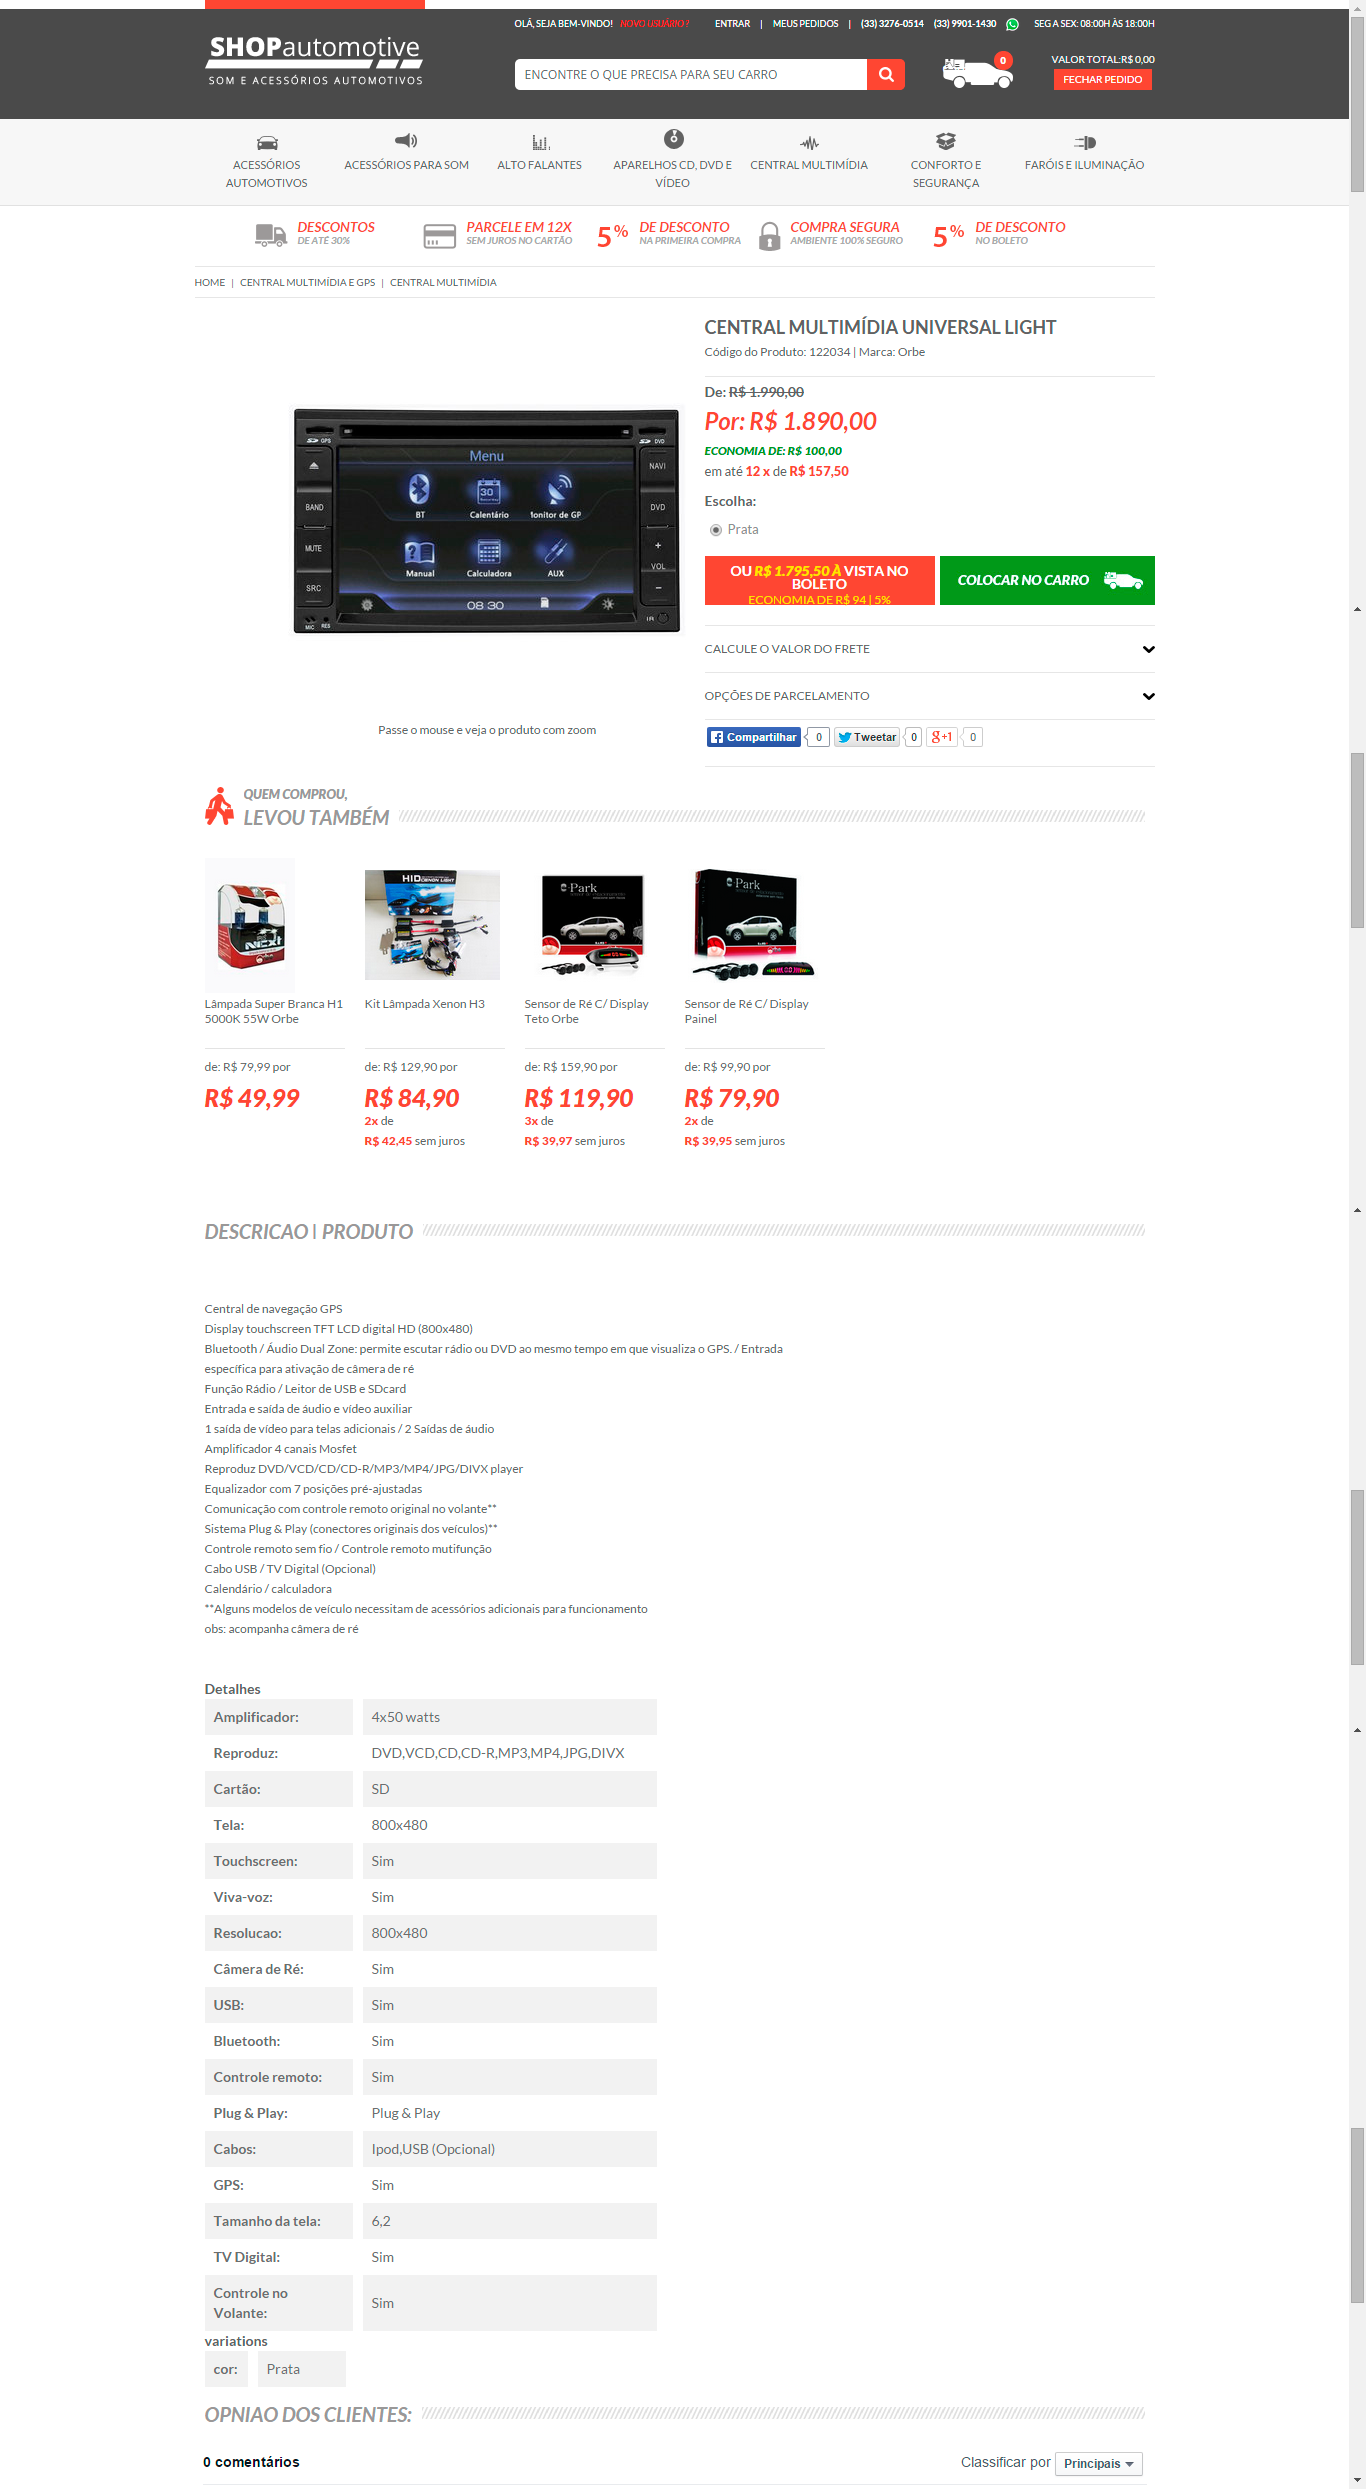 OLÁ, SEJA BEM-VINDO! NOVO USUÁRIO ? ENTRAR | MEUS PEDIDOS | (33) 3276-0514 (33) 9901-1430 SEG A SEX: 08:00H ÀS 18:00H
SHOPautomotive
SOM E ACESSÓRIOS AUTOMOTIVOS
ENCONTRE O QUE PRECISA PARA SEU CARRO
0
VALOR TOTAL:R$ 0,00
FECHAR PEDIDO
ACESSÓRIOS AUTOMOTIVOS
ACESSÓRIOS PARA SOM
ALTO FALANTES
APARELHOS CD, DVD E VÍDEO
CENTRAL MULTIMÍDIA
CONFORTO E SEGURANÇA
FARÓIS E ILUMINAÇÃO
DESCONTOS
DE ATÉ 30%
PARCELE EM 12X
SEM JUROS NO CARTÃO
5% DE DESCONTO
NA PRIMEIRA COMPRA
COMPRA SEGURA
AMBIENTE 100% SEGURO
5% DE DESCONTO
NO BOLETO
HOME | CENTRAL MULTIMÍDIA E GPS | CENTRAL MULTIMÍDIA
CENTRAL MULTIMÍDIA UNIVERSAL LIGHT
Código do Produto: 122034 | Marca: Orbe
De: R$ 1.990,00
Por: R$ 1.890,00
ECONOMIA DE: R$ 100,00
em até 12 x de R$ 157,50
Escolha:
Prata
OU R$ 1.795,50 À VISTA NO
BOLETO
ECONOMIA DE R$ 94 | 5%
COLOCAR NO CARRO
CALCULE O VALOR DO FRETE
OPÇÕES DE PARCELAMENTO
Compartilhar 0 Tweetar 0 +1 0
GPS
DVD
Menu
NAVI
BAND
DVD
BT
Calendário
Monitor de GP
30
MUTE
+
VOL
-
SRC
Manual
Calculadora
AUX
08 30
MIC RES
IR
Passe o mouse e veja o produto com zoom
QUEM COMPROU,
LEVOU TAMBÉM
HID
Park
Park
Lâmpada Super Branca H1
5000K 55W Orbe
de: R$ 79,99 por
R$ 49,99
Kit Lâmpada Xenon H3
de: R$ 129,90 por
R$ 84,90
2x de
R$ 42,45 sem juros
Sensor de Ré C/ Display
Teto Orbe
de: R$ 159,90 por
R$ 119,90
3x de
R$ 39,97 sem juros
Sensor de Ré C/ Display
Painel
de: R$ 99,90 por
R$ 79,90
2x de
R$ 39,95 sem juros
DESCRICAO | PRODUTO
Central de navegação GPS
Display touchscreen TFT LCD digital HD (800x480)
Bluetooth / Áudio Dual Zone: permite escutar rádio ou DVD ao mesmo tempo em que visualiza o GPS. / Entrada
específica para ativação de câmera de ré
Função Rádio / Leitor de USB e SDcard
Entrada e saída de áudio e vídeo auxiliar
1 saída de vídeo para telas adicionais / 2 Saídas de áudio
Amplificador 4 canais Mosfet
Reproduz DVD/VCD/CD/CD-R/MP3/MP4/JPG/DIVX player
Equalizador com 7 posições pré-ajustadas
Comunicação com controle remoto original no volante**
Sistema Plug & Play (conectores originais dos veículos)**
Controle remoto sem fio / Controle remoto mutifunção
Cabo USB / TV Digital (Opcional)
Calendário / calculadora
**Alguns modelos de veículo necessitam de acessórios adicionais para funcionamento
obs: acompanha câmera de ré
Detalhes
Amplificador: 4x50 watts
Reproduz: DVD,VCD,CD,CD-R,MP3,MP4,JPG,DIVX
Cartão: SD
Tela: 800x480
Touchscreen: Sim
Viva-voz: Sim
Resolucao: 800x480
Câmera de Ré: Sim
USB: Sim
Bluetooth: Sim
Controle remoto: Sim
Plug & Play: Plug & Play
Cabos: Ipod,USB (Opcional)
GPS: Sim
Tamanho da tela: 6,2
TV Digital: Sim
Controle no Volante: Sim
variations
cor: Prata
OPNIAO DOS CLIENTES:
0 comentários
Classificar por Principais